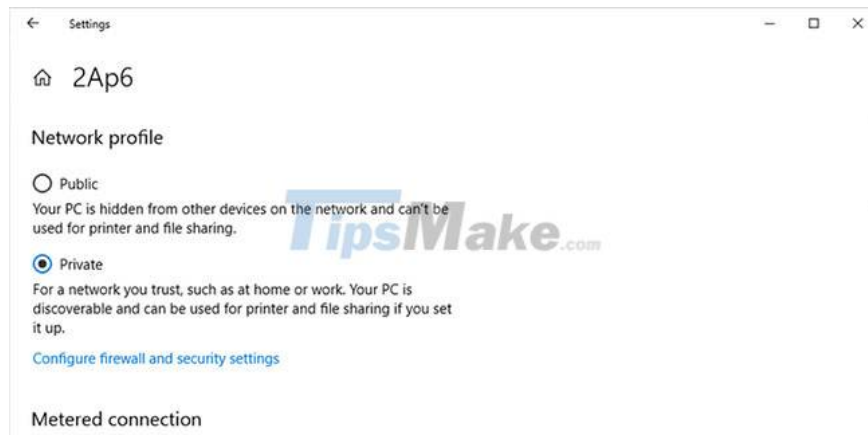 Settings
2Ap6
Network profile
Public
Your PC is hidden from other devices on the network and can't be
used for printer and file sharing.
TipsMake.com
Private
For a network you trust, such as at home or work. Your PC is
discoverable and can be used for printer and file sharing if you set
it up.
Configure firewall and security settings
Metered connection